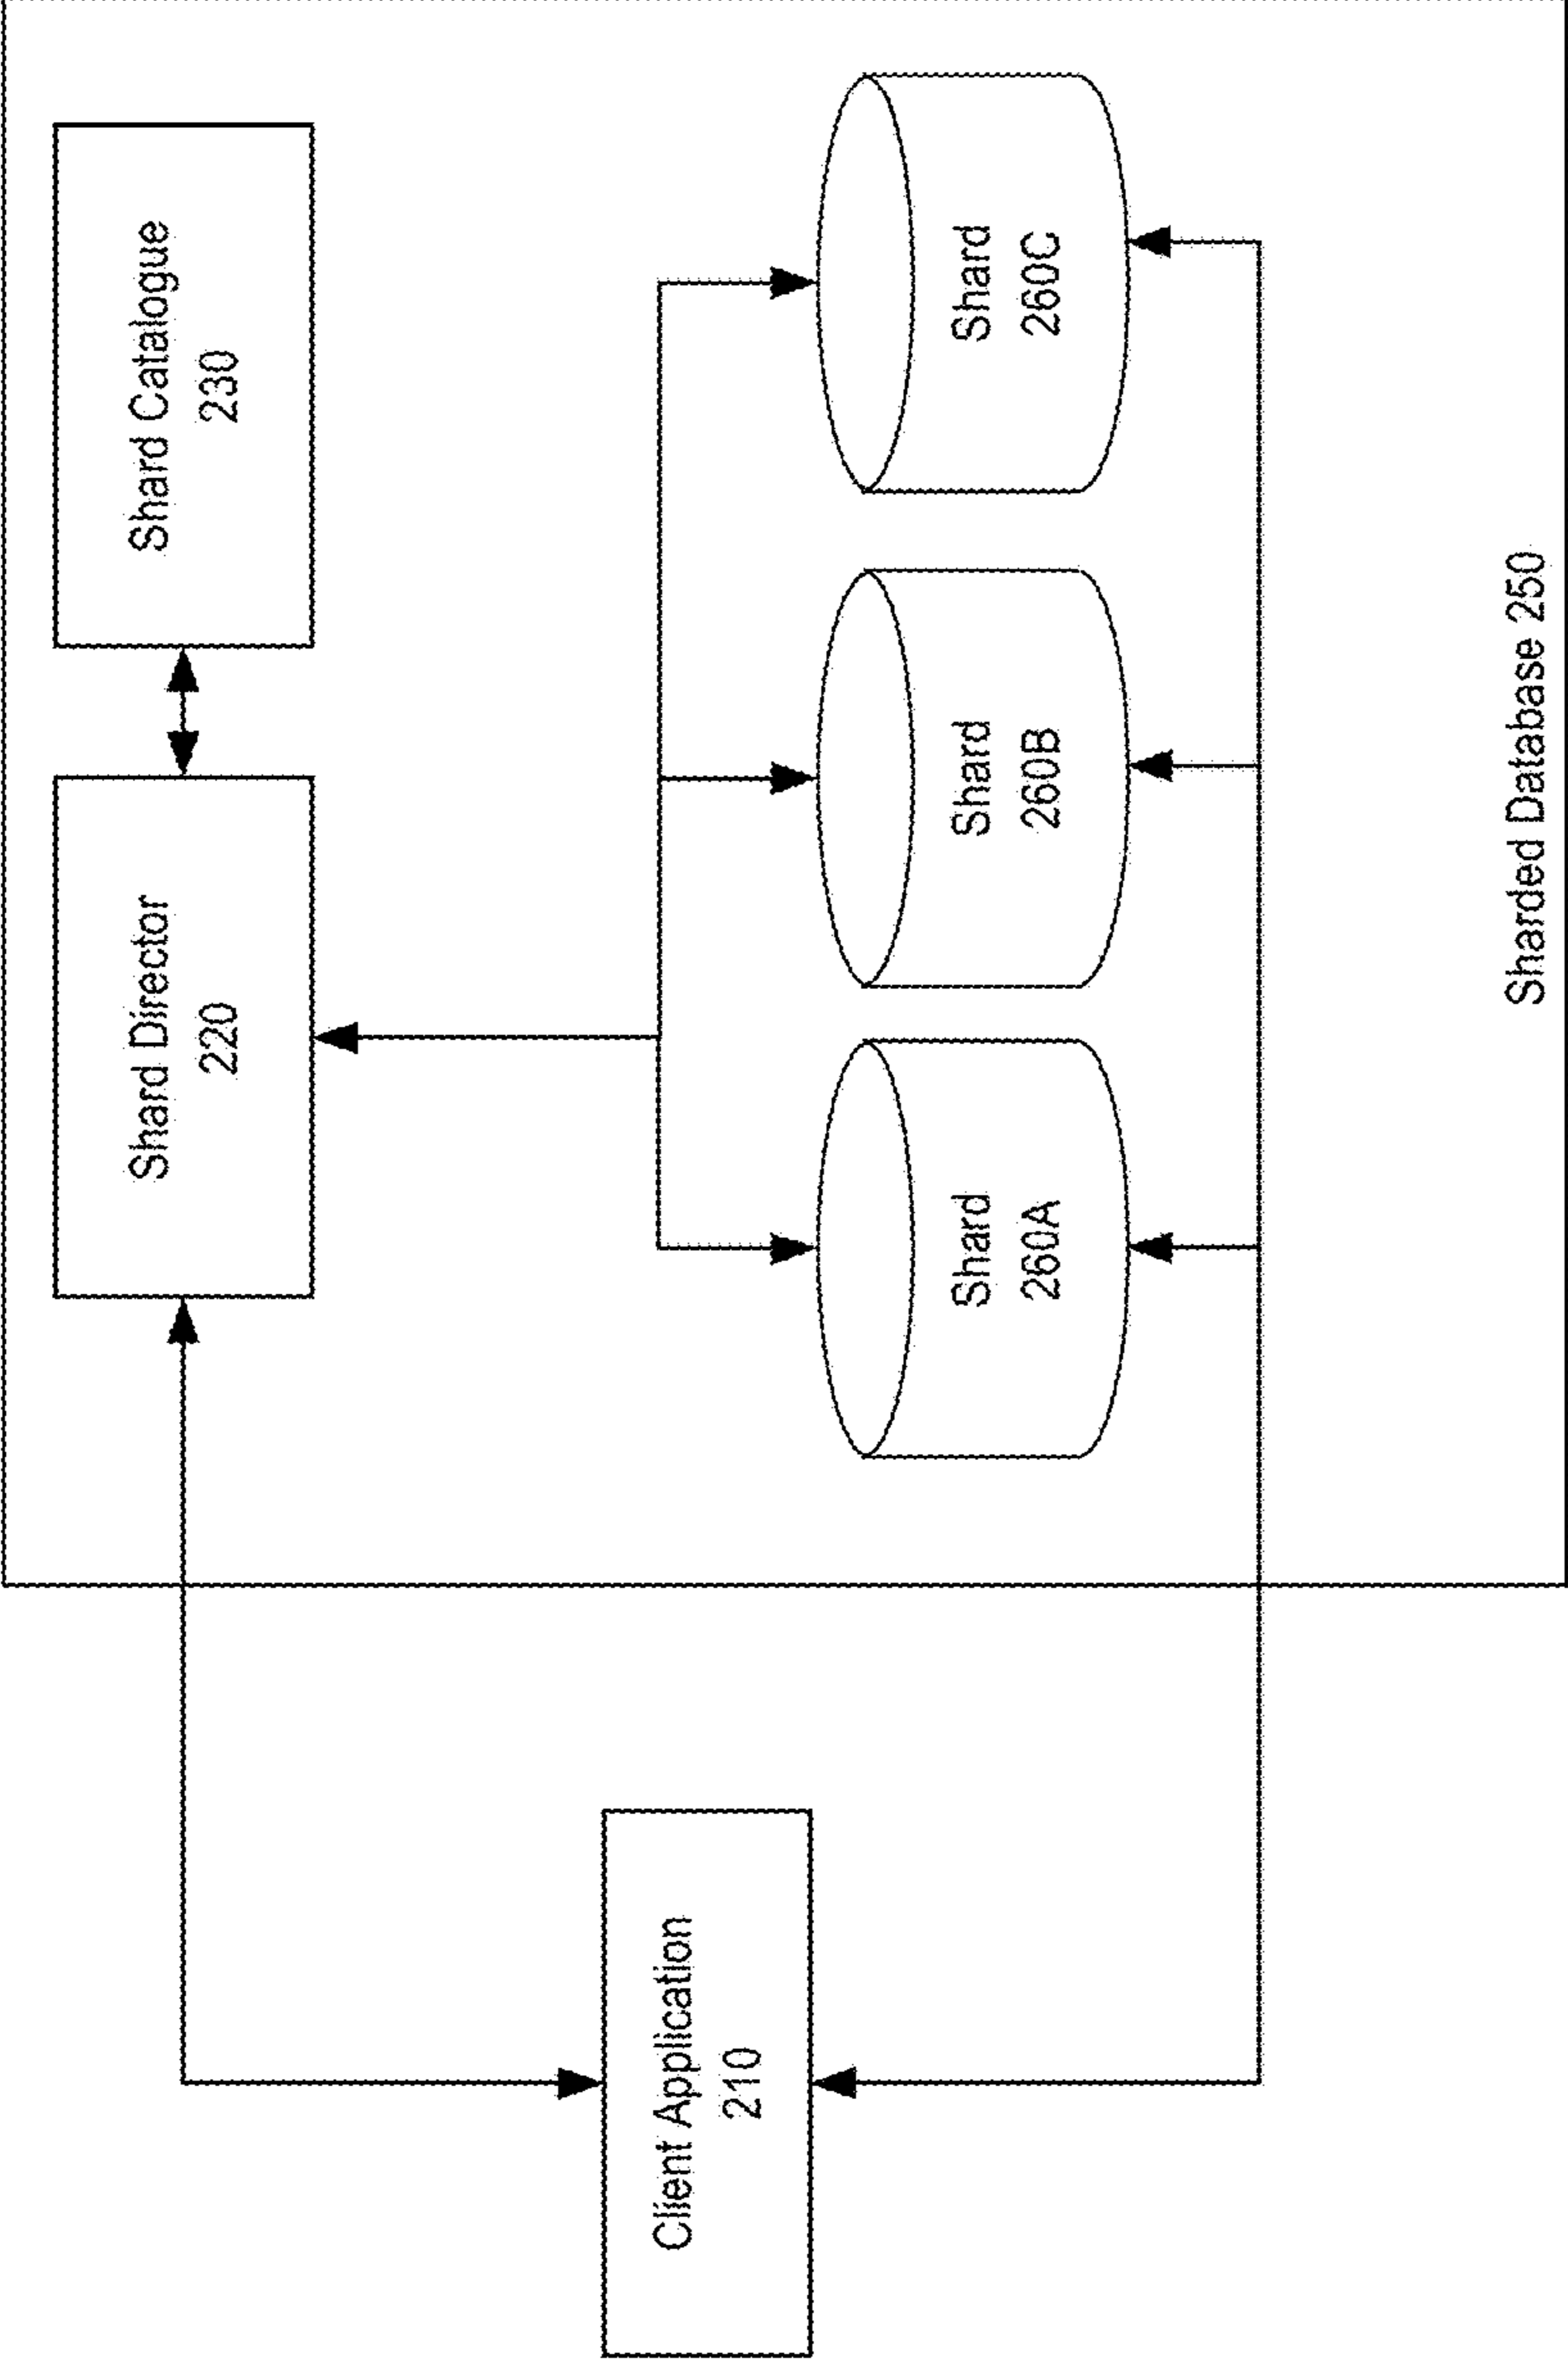 Client Application
210
Shard Director
220
Shard Catalogue
230
Shard
260A
Shard
260B
Shard
260C
Sharded Database 250